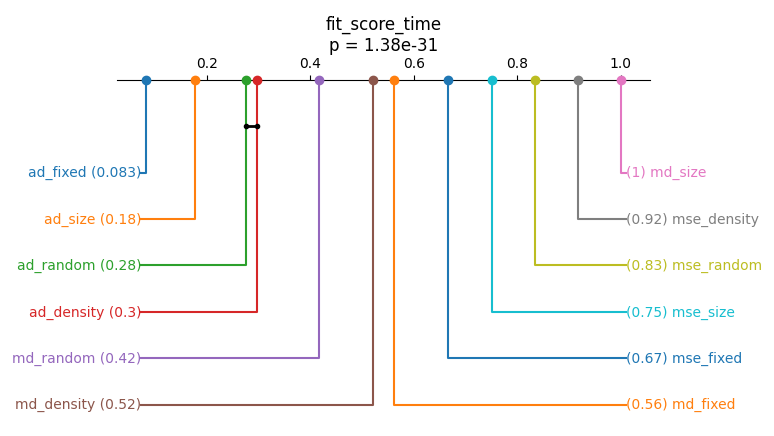 fit_score_time
p = 1.38e-31
0.2 0.4 0.6 0.8 1.0
ad_fixed (0.083) (1) md_size
ad_size (0.18) (0.92) mse_density
ad_random (0.28) (0.83) mse_random
ad_density (0.3) (0.75) mse_size
md_random (0.42) (0.67) mse_fixed
md_density (0.52) (0.56) md_fixed